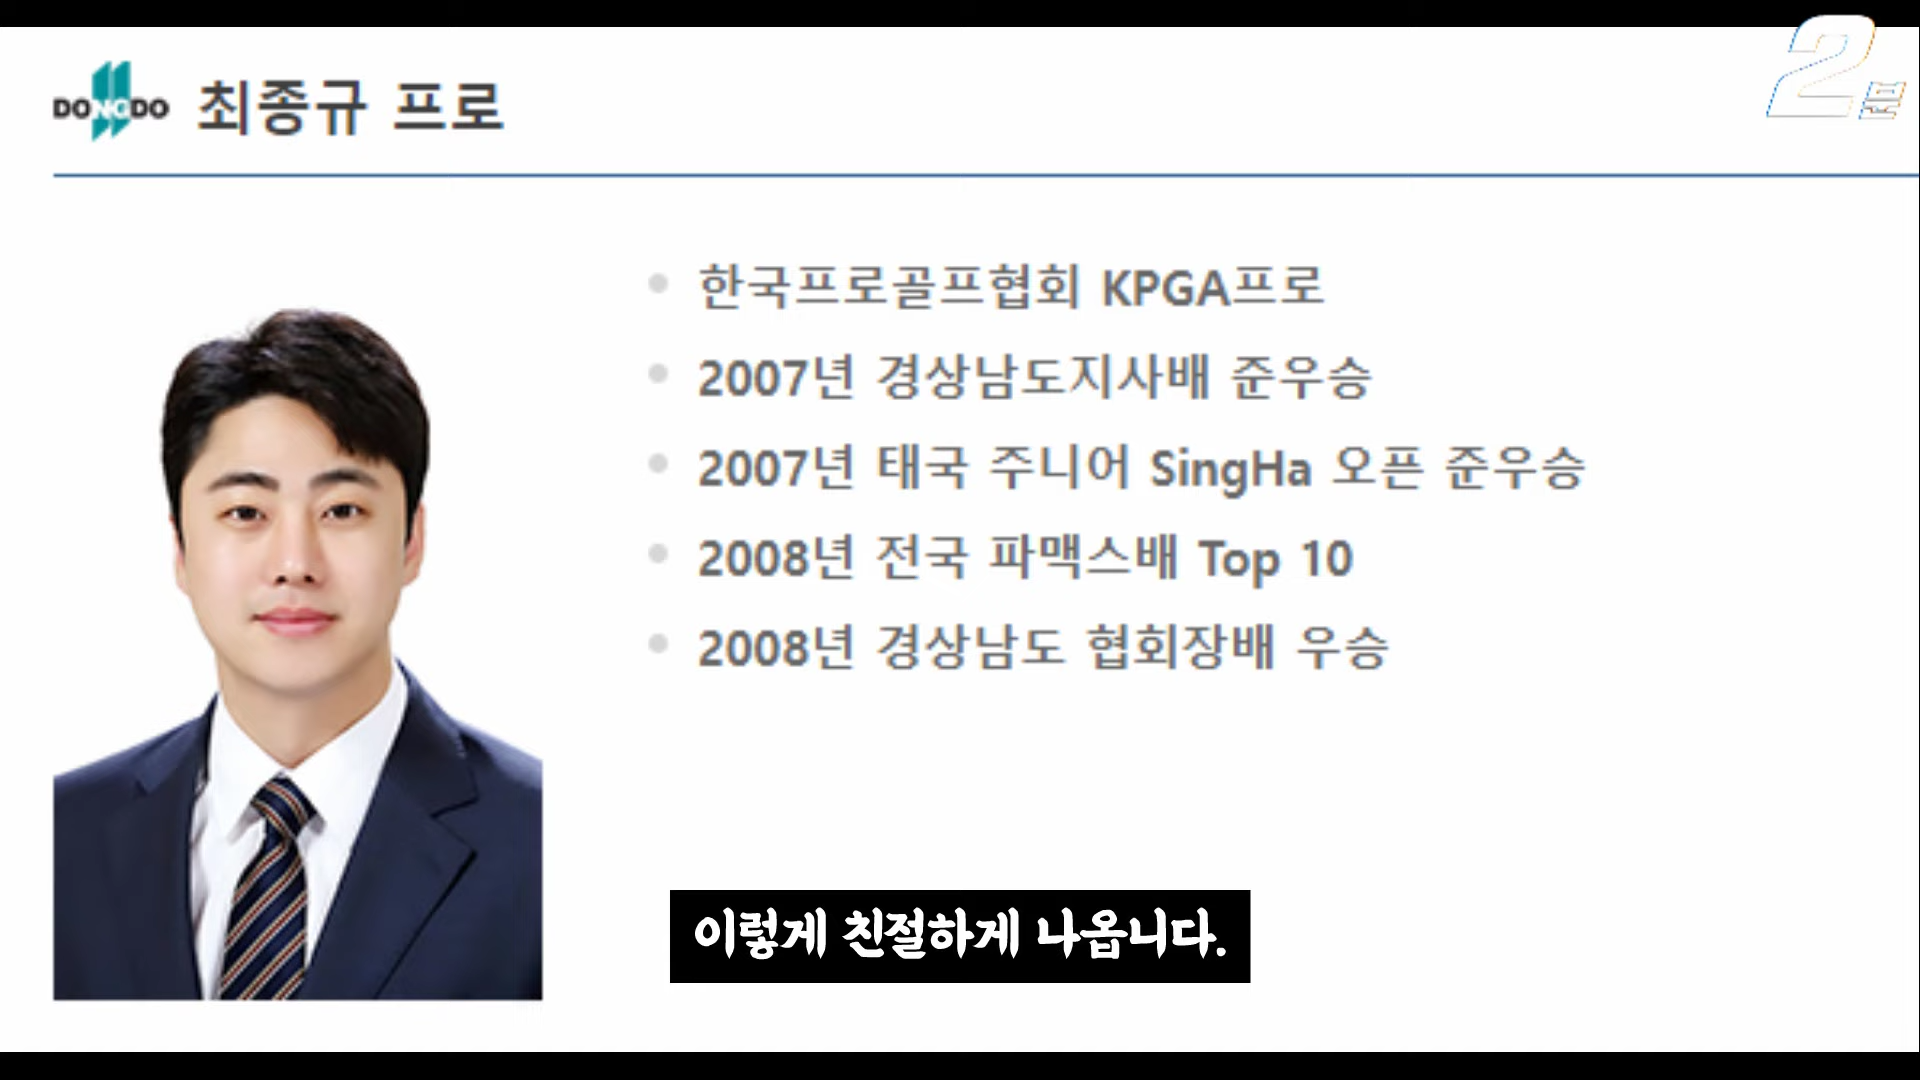 DONGDO 최종규 프로
2분
한국프로골프협회 KPGA프로
2007년 경상남도지사배 준우승
2007년 태국 주니어 SingHa 오픈 준우승
2008년 전국 파맥스배 Top 10
2008년 경상남도 협회장배 우승
이렇게 친절하게 나옵니다.